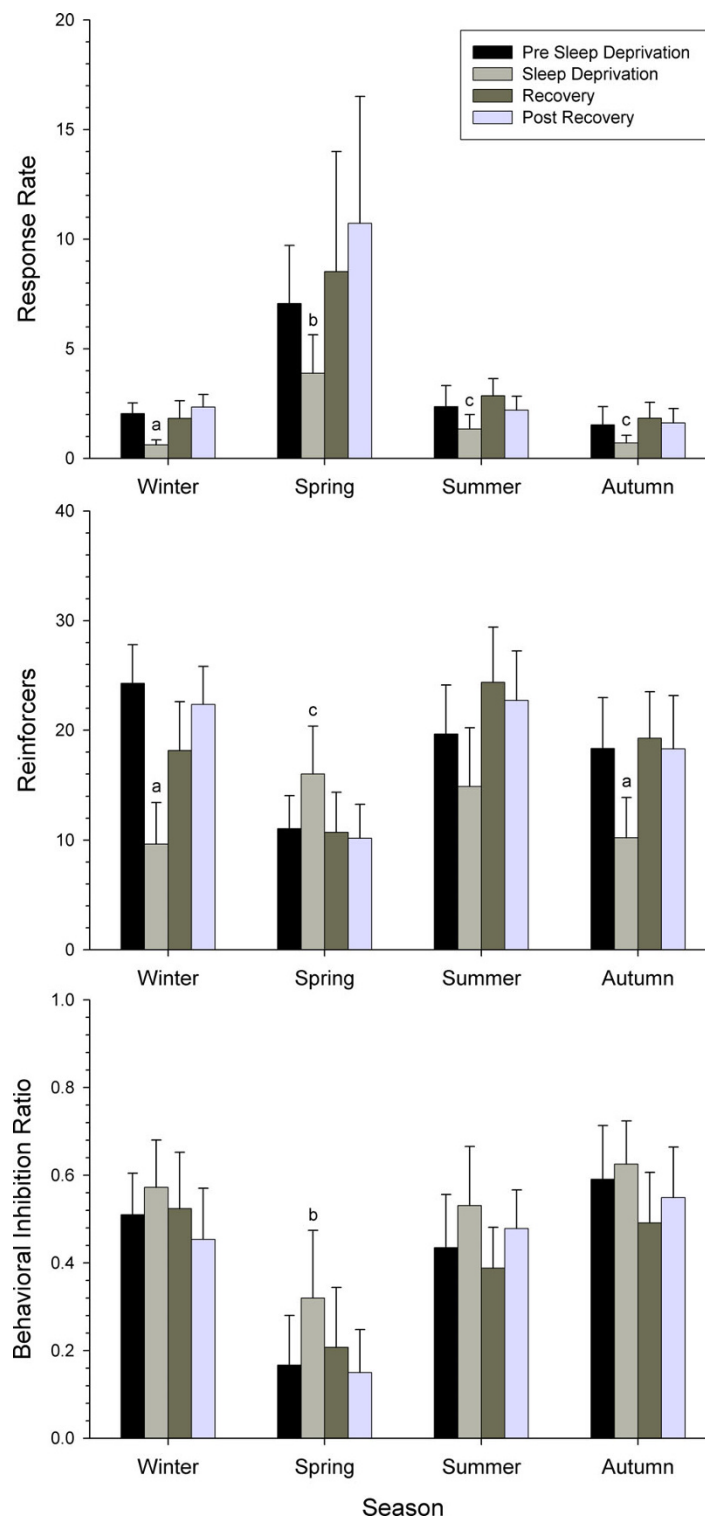 20
Pre Sleep Deprivation
Sleep Deprivation
Recovery
Post Recovery
15
Response Rate
10
b
5
a
c
c
0
Winter Spring Summer Autumn
40
30
Reinforcers
20
c
a
a
10
0
Winter Spring Summer Autumn
1.0
0.8
Behavioral Inhibition Ratio
0.6
0.4
b
0.2
0.0
Winter Spring Summer Autumn
Season